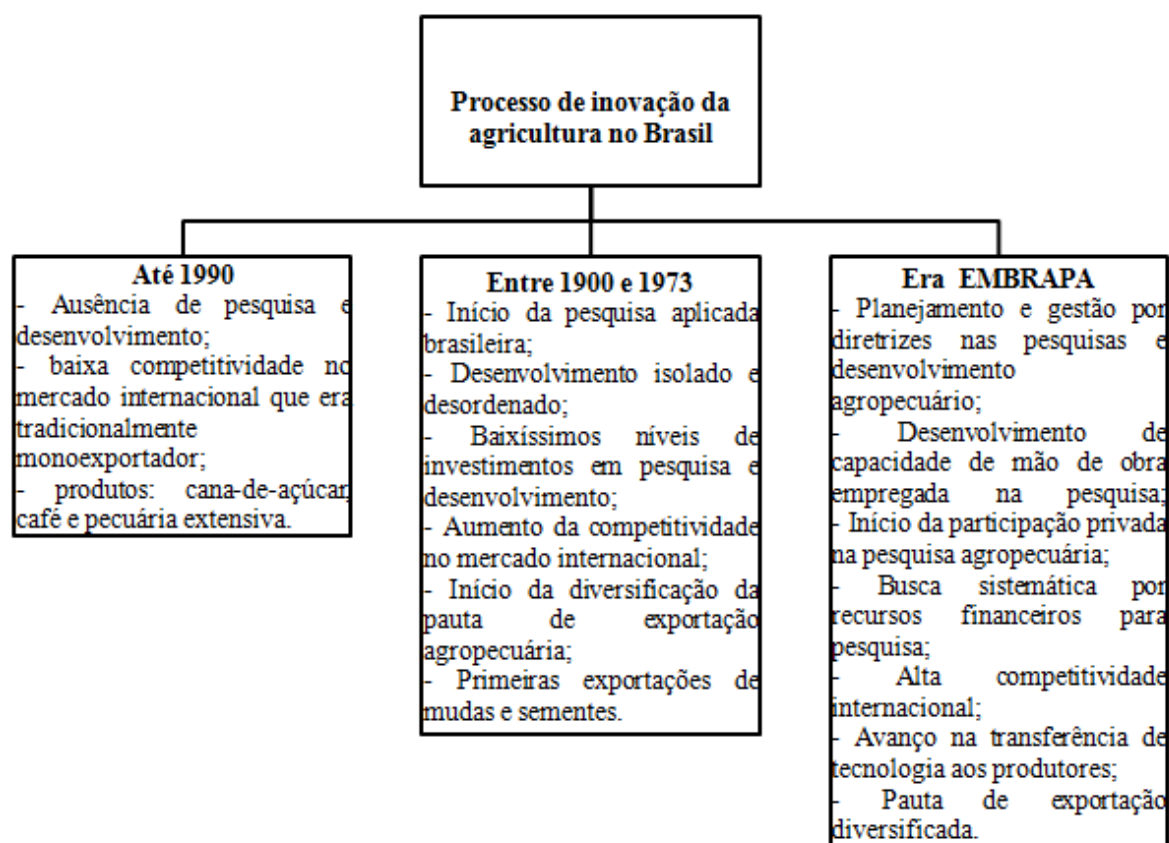 Processo de inovação da
agricultura no Brasil
Até 1990
- Ausência de pesquisa e
desenvolvimento;
- baixa competitividade no
mercado internacional que era
tradicionalmente
monoexportador;
- produtos: cana-de-açúcar,
café e pecuária extensiva.
Entre 1900 e 1973
- Início da pesquisa aplicada
brasileira;
- Desenvolvimento isolado e
desordenado;
- Baixíssimos níveis de
investimentos em pesquisa e
desenvolvimento;
- Aumento da competitividade
no mercado internacional;
- Início da diversificação da
pauta de exportação
agropecuária;
- Primeiras exportações de
mudas e sementes.
Era EMBRAPA
- Planejamento e gestão por
diretrizes nas pesquisas e
desenvolvimento
agropecuário;
- Desenvolvimento de
capacidade de mão de obra
empregada na pesquisa;
- Início da participação privada
na pesquisa agropecuária;
- Busca sistemática por
recursos financeiros para
pesquisa;
- Alta competitividade
internacional;
- Avanço na transferência de
tecnologia aos produtores;
- Pauta de exportação
diversificada.